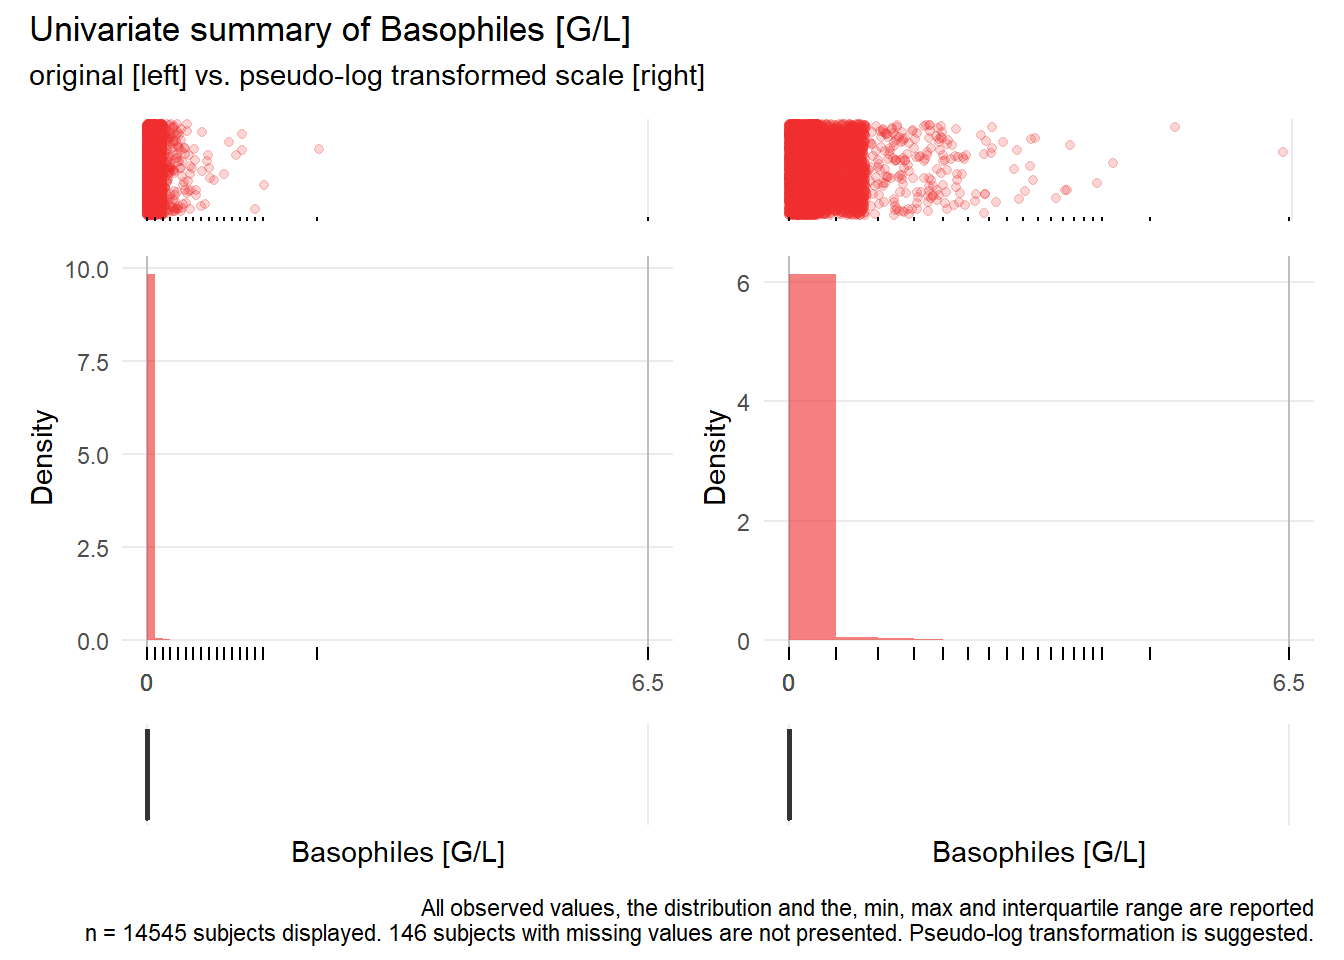 Univariate summary of Basophiles [G/L]
original [left] vs. pseudo-log transformed scale [right]
10.0
7.5
5.0
2.5
0.0
Density
0
6.5
Basophiles [G/L]
6
4
2
0
Density
0
6.5
Basophiles [G/L]
All observed values, the distribution and the, min, max and interquartile range are reported
n = 14545 subjects displayed. 146 subjects with missing values are not presented. Pseudo-log transformation is suggested.